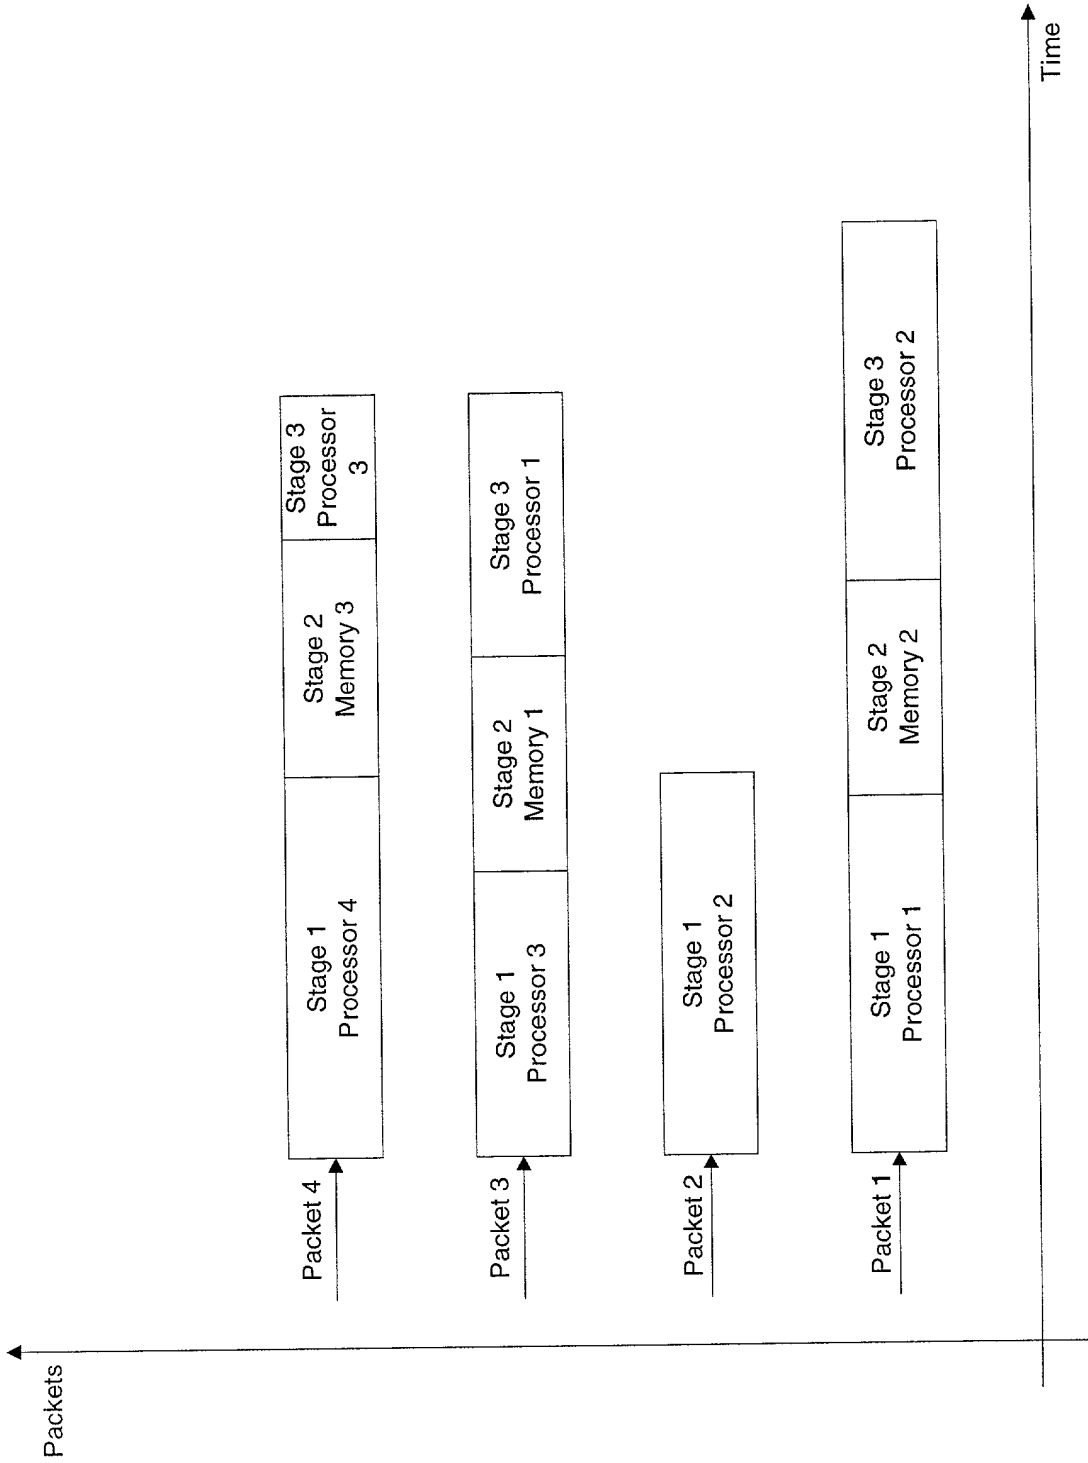 Packets
Packet 4
Stage 1
Processor 4
Stage 2
Memory 3
Stage 3
Processor
3
Packet 3
Stage 1
Processor 3
Stage 2
Memory 1
Stage 3
Processor 1
Packet 2
Stage 1
Processor 2
Packet 1
Stage 1
Processor 1
Stage 2
Memory 2
Stage 3
Processor 2
Time